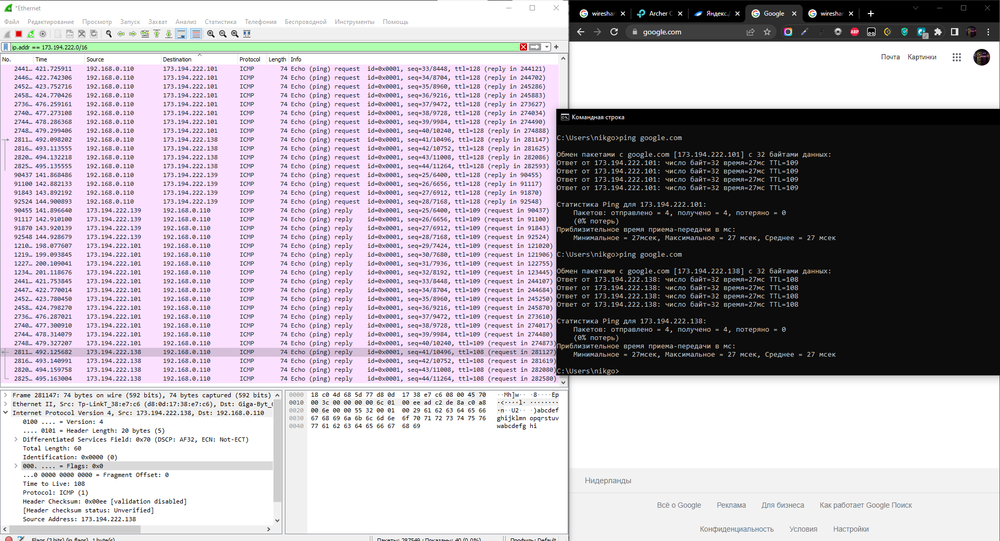 *Ethernet
Файл Редактирование Просмотр Запуск Захват Анализ Статистика Телефония Беспроводной Инструменты Помощь
ip.addr == 173.194.222.0/16
No. Time Source Destination Protocol Length Info
2441… 421.725911 192.168.0.110 173.194.222.101 ICMP 74 Echo (ping) request id=0x0001, seq=33/8448, ttl=128 (reply in 244121)
2446… 422.742306 192.168.0.110 173.194.222.101 ICMP 74 Echo (ping) request id=0x0001, seq=34/8704, ttl=128 (reply in 244702)
2452… 423.752716 192.168.0.110 173.194.222.101 ICMP 74 Echo (ping) request id=0x0001, seq=35/8960, ttl=128 (reply in 245286)
2458… 424.770426 192.168.0.110 173.194.222.101 ICMP 74 Echo (ping) request id=0x0001, seq=36/9216, ttl=128 (reply in 245883)
2736… 476.259161 192.168.0.110 173.194.222.101 ICMP 74 Echo (ping) request id=0x0001, seq=37/9472, ttl=128 (reply in 273627)
2740… 477.273108 192.168.0.110 173.194.222.101 ICMP 74 Echo (ping) request id=0x0001, seq=38/9728, ttl=128 (reply in 274034)
2744… 478.286368 192.168.0.110 173.194.222.101 ICMP 74 Echo (ping) request id=0x0001, seq=39/9984, ttl=128 (reply in 274490)
2748… 479.299406 192.168.0.110 173.194.222.101 ICMP 74 Echo (ping) request id=0x0001, seq=40/10240, ttl=128 (reply in 274888)
2811… 492.098202 192.168.0.110 173.194.222.138 ICMP 74 Echo (ping) request id=0x0001, seq=41/10496, ttl=128 (reply in 281147)
2816… 493.113555 192.168.0.110 173.194.222.138 ICMP 74 Echo (ping) request id=0x0001, seq=42/10752, ttl=128 (reply in 281625)
2820… 494.132218 192.168.0.110 173.194.222.138 ICMP 74 Echo (ping) request id=0x0001, seq=43/11008, ttl=128 (reply in 282086)
2825… 495.135555 192.168.0.110 173.194.222.138 ICMP 74 Echo (ping) request id=0x0001, seq=44/11264, ttl=128 (reply in 282593)
90437 141.868486 192.168.0.110 173.194.222.139 ICMP 74 Echo (ping) request id=0x0001, seq=25/6400, ttl=128 (reply in 90455)
91100 142.882133 192.168.0.110 173.194.222.139 ICMP 74 Echo (ping) request id=0x0001, seq=26/6656, ttl=128 (reply in 91117)
91843 143.892192 192.168.0.110 173.194.222.139 ICMP 74 Echo (ping) request id=0x0001, seq=27/6912, ttl=128 (reply in 91870)
92524 144.900893 192.168.0.110 173.194.222.139 ICMP 74 Echo (ping) request id=0x0001, seq=28/7168, ttl=128 (reply in 92548)
90455 141.896640 173.194.222.139 192.168.0.110 ICMP 74 Echo (ping) reply id=0x0001, seq=25/6400, ttl=109 (request in 90437)
91117 142.910100 173.194.222.139 192.168.0.110 ICMP 74 Echo (ping) reply id=0x0001, seq=26/6656, ttl=109 (request in 91100)
91870 143.920139 173.194.222.139 192.168.0.110 ICMP 74 Echo (ping) reply id=0x0001, seq=27/6912, ttl=109 (request in 91843)
92548 144.928679 173.194.222.139 192.168.0.110 ICMP 74 Echo (ping) reply id=0x0001, seq=28/7168, ttl=109 (request in 92524)
1210… 198.077607 173.194.222.101 192.168.0.110 ICMP 74 Echo (ping) reply id=0x0001, seq=29/7424, ttl=109 (request in 121020)
1219… 199.093845 173.194.222.101 192.168.0.110 ICMP 74 Echo (ping) reply id=0x0001, seq=30/7680, ttl=109 (request in 121906)
1227… 200.109041 173.194.222.101 192.168.0.110 ICMP 74 Echo (ping) reply id=0x0001, seq=31/7936, ttl=109 (request in 122755)
1234… 201.118676 173.194.222.101 192.168.0.110 ICMP 74 Echo (ping) reply id=0x0001, seq=32/8192, ttl=109 (request in 123445)
2441… 421.753845 173.194.222.101 192.168.0.110 ICMP 74 Echo (ping) reply id=0x0001, seq=33/8448, ttl=109 (request in 244107)
2447… 422.770014 173.194.222.101 192.168.0.110 ICMP 74 Echo (ping) reply id=0x0001, seq=34/8704, ttl=109 (request in 244684)
2452… 423.780450 173.194.222.101 192.168.0.110 ICMP 74 Echo (ping) reply id=0x0001, seq=35/8960, ttl=109 (request in 245250)
2458… 424.798270 173.194.222.101 192.168.0.110 ICMP 74 Echo (ping) reply id=0x0001, seq=36/9216, ttl=109 (request in 245870)
2736… 476.287021 173.194.222.101 192.168.0.110 ICMP 74 Echo (ping) reply id=0x0001, seq=37/9472, ttl=109 (request in 273610)
2740… 477.300910 173.194.222.101 192.168.0.110 ICMP 74 Echo (ping) reply id=0x0001, seq=38/9728, ttl=109 (request in 274017)
2744… 478.314079 173.194.222.101 192.168.0.110 ICMP 74 Echo (ping) reply id=0x0001, seq=39/9984, ttl=109 (request in 274480)
2748… 479.327207 173.194.222.101 192.168.0.110 ICMP 74 Echo (ping) reply id=0x0001, seq=40/10240, ttl=109 (request in 274873)
2811… 492.125682 173.194.222.138 192.168.0.110 ICMP 74 Echo (ping) reply id=0x0001, seq=41/10496, ttl=108 (request in 281127)
2816… 493.140991 173.194.222.138 192.168.0.110 ICMP 74 Echo (ping) reply id=0x0001, seq=42/10752, ttl=108 (request in 281619)
2820… 494.159758 173.194.222.138 192.168.0.110 ICMP 74 Echo (ping) reply id=0x0001, seq=43/11008, ttl=108 (request in 282080)
2825… 495.163004 173.194.222.138 192.168.0.110 ICMP 74 Echo (ping) reply id=0x0001, seq=44/11264, ttl=108 (request in 282580)
Frame 281147: 74 bytes on wire (592 bits), 74 bytes captured (592 bits)
Ethernet II, Src: Tp-LinkT_38:e7:c6 (d8:0d:17:38:e7:c6), Dst: Giga-Byt_
Internet Protocol Version 4, Src: 173.194.222.138, Dst: 192.168.0.110
0100 .... = Version: 4
.... 0101 = Header Length: 20 bytes (5)
Differentiated Services Field: 0x70 (DSCP: AF32, ECN: Not-ECT)
Total Length: 60
Identification: 0x0000 (0)
000. .... = Flags: 0x0
...0 0000 0000 0000 = Fragment Offset: 0
Time to Live: 108
Protocol: ICMP (1)
Header Checksum: 0x00ee [validation disabled]
[Header checksum status: Unverified]
Source Address: 173.194.222.138
0000 18 c0 4d 68 5d 77 d8 0d 17 38 e7 c6 08 00 45 70 ··Mh]w·· ·8····Ep
0010 00 3c 00 00 00 00 6c 01 00 ee ad c2 de 8a c0 a8 ·<····l· ········
0020 00 6e 00 00 55 32 00 01 00 29 61 62 63 64 65 66 ·n··U2·· ·)abcdef
0030 67 68 69 6a 6b 6c 6d 6e 6f 70 71 72 73 74 75 76 ghijklmn opqrstuv
0040 77 61 62 63 64 65 66 67 68 69 wabcdefg hi
Flags (3 bits) (ip.flags), 1 byte(s)
Пакеты: 287549 · Показаны: 40 (0.0%)
Профиль: Default
wireshar
Archer C
Яндекс.Д
Google
wireshar
google.com
ABP
Почта Картинки
Командная строка
C:\Users\nikgo>ping google.com
Обмен пакетами с google.com [173.194.222.101] с 32 байтами данных:
Ответ от 173.194.222.101: число байт=32 время=27мс TTL=109
Ответ от 173.194.222.101: число байт=32 время=27мс TTL=109
Ответ от 173.194.222.101: число байт=32 время=27мс TTL=109
Ответ от 173.194.222.101: число байт=32 время=27мс TTL=109
Статистика Ping для 173.194.222.101:
Пакетов: отправлено = 4, получено = 4, потеряно = 0
(0% потерь)
Приблизительное время приема-передачи в мс:
Минимальное = 27мсек, Максимальное = 27 мсек, Среднее = 27 мсек
C:\Users\nikgo>ping google.com
Обмен пакетами с google.com [173.194.222.138] с 32 байтами данных:
Ответ от 173.194.222.138: число байт=32 время=27мс TTL=108
Ответ от 173.194.222.138: число байт=32 время=27мс TTL=108
Ответ от 173.194.222.138: число байт=32 время=27мс TTL=108
Ответ от 173.194.222.138: число байт=32 время=27мс TTL=108
Статистика Ping для 173.194.222.138:
Пакетов: отправлено = 4, получено = 4, потеряно = 0
(0% потерь)
Приблизительное время приема-передачи в мс:
Минимальное = 27мсек, Максимальное = 27 мсек, Среднее = 27 мсек
C:\Users\nikgo>
Нидерланды
Всё о Google Реклама Для бизнеса Как работает Google Поиск
Конфиденциальность Условия Настройки